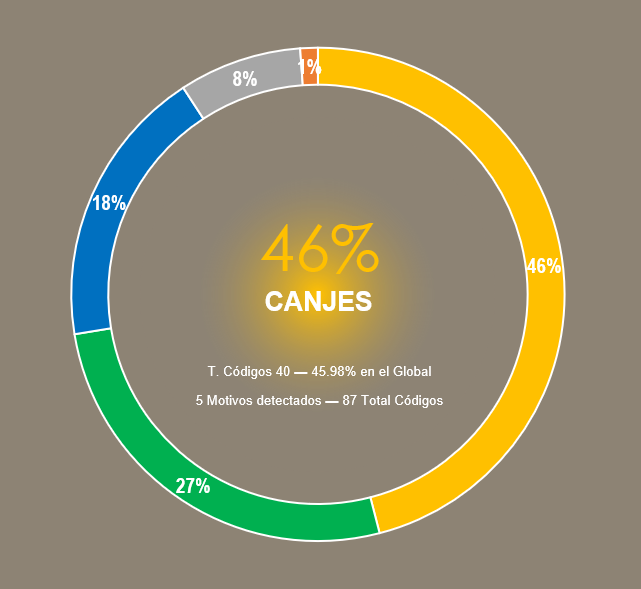 1%
8%
18%
46%
46%
CANJES
T. Códigos 40 — 45.98% en el Global
5 Motivos detectados — 87 Total Códigos
27%